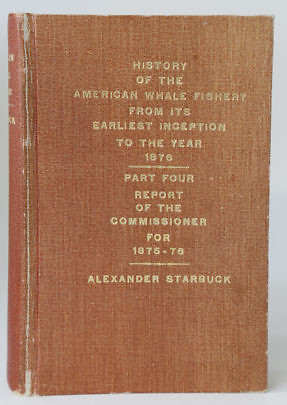 HISTORY
OF THE
AMERICAN WHALE FISHERY
FROM ITS
EARLIEST INCEPTION
TO THE YEAR
1876
PART FOUR
REPORT
OF THE
COMMISSIONER
FOR
1875-76
ALEXANDER STARBUCK